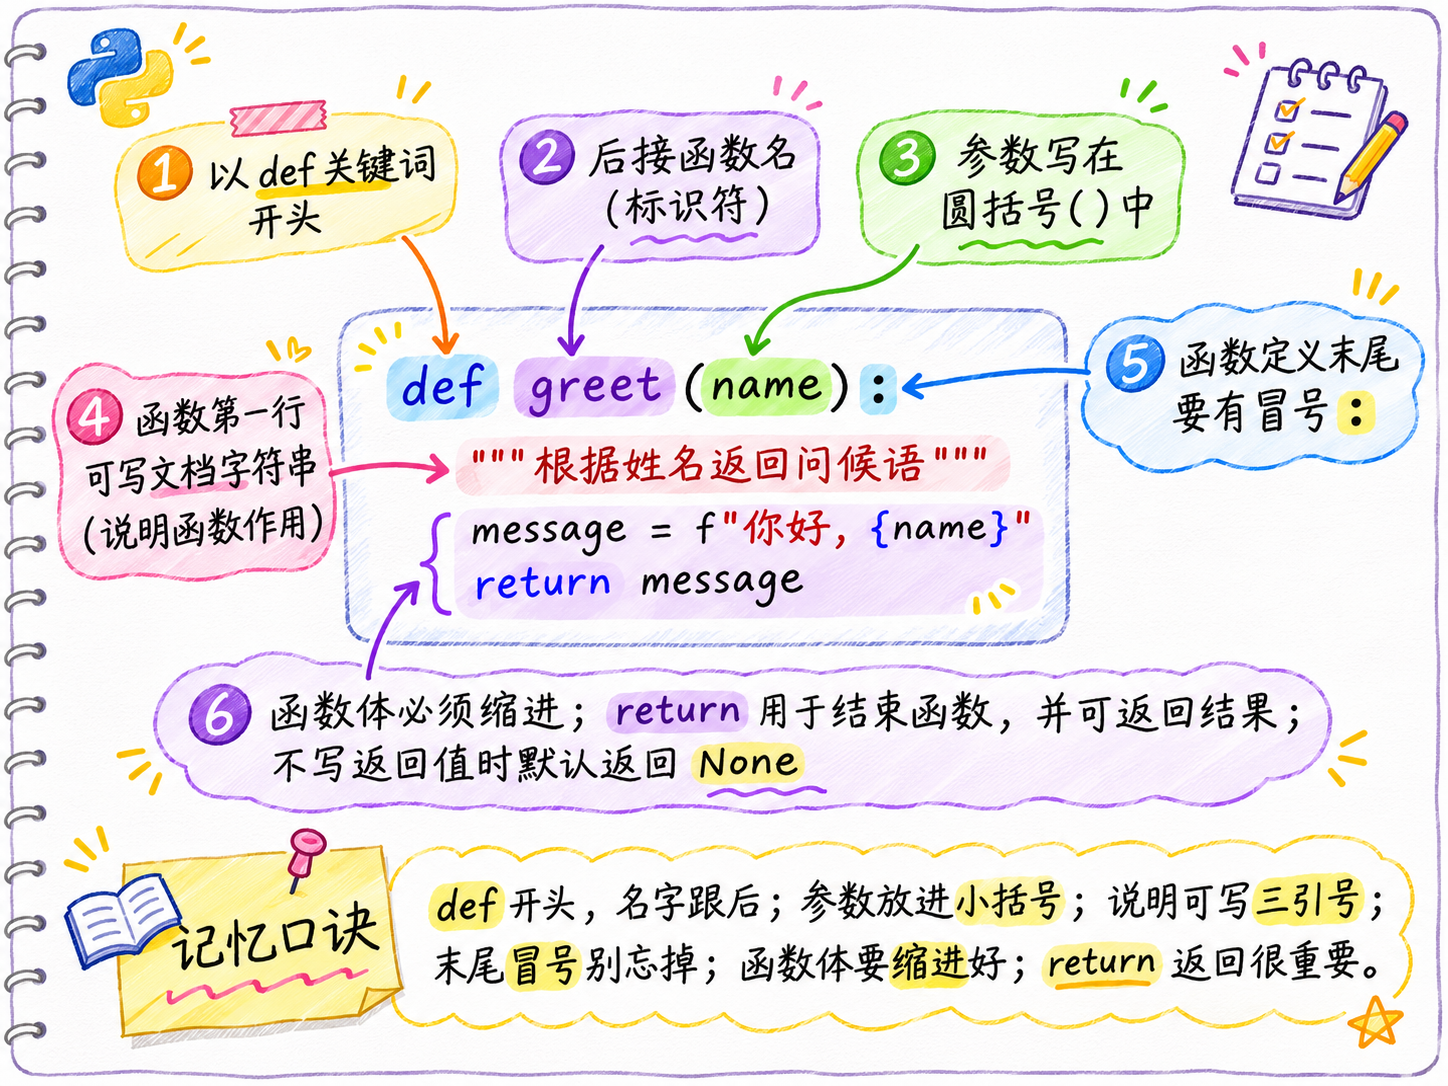 1 以 def 关键词
开头
2 后接函数名
(标识符)
3 参数写在
圆括号()中
def greet(name):
4 函数第一行
可写文档字符串
(说明函数作用)
5 函数定义末尾
要有冒号:
"""根据姓名返回问候语"""
message = f"你好,{name}"
return message
6 函数体必须缩进;return 用于结束函数,并可返回结果;
不写返回值时默认返回 None
记忆口诀
def 开头,名字跟后;参数放进小括号;说明可写三引号;
末尾冒号别忘掉;函数体要缩进好;return 返回很重要。